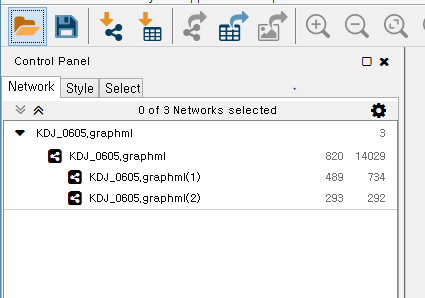 Control Panel
Network Style Select
0 of 3 Networks selected
KDJ_0605.graphml 3
KDJ_0605.graphml 820 14029
KDJ_0605.graphml(1) 489 734
KDJ_0605.graphml(2) 293 292